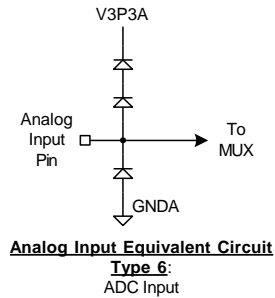 V3P3A
Analog
Input
Pin
To
MUX
GNDA
Analog Input Equivalent Circuit
Type 6:
ADC Input